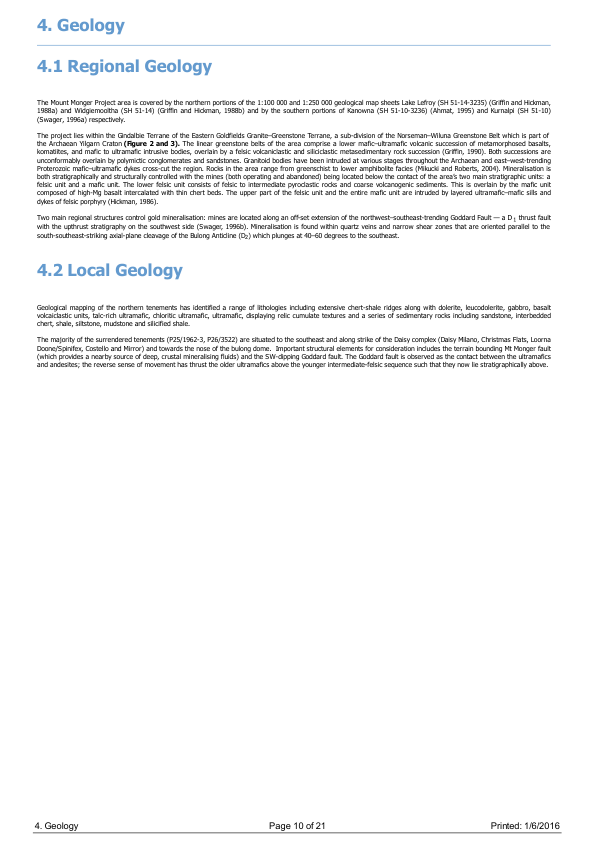 4. Geology
4.1 Regional Geology
The Mount Monger Project area is covered by the northern portions of the 1:100 000 and 1:250 000 geological map sheets Lake Lefroy (SH 51-14-3235) (Griffin and Hickman,
1988a) and Widgiemooltha (SH 51-14) (Griffin and Hickman, 1988b) and by the southern portions of Kanowna (SH 51-10-3236) (Ahmat, 1995) and Kurnalpi (SH 51-10)
(Swager, 1996a) respectively.
The project lies within the Gindalbie Terrane of the Eastern Goldfields Granite–Greenstone Terrane, a sub-division of the Norseman–Wiluna Greenstone Belt which is part of
the Archaean Yilgarn Craton (Figure 2 and 3). The linear greenstone belts of the area comprise a lower mafic–ultramafic volcanic succession of metamorphosed basalts,
komatiites, and mafic to ultramafic intrusive bodies, overlain by a felsic volcaniclastic and siliciclastic metasedimentary rock succession (Griffin, 1990). Both successions are
unconformably overlain by polymictic conglomerates and sandstones. Granitoid bodies have been intruded at various stages throughout the Archaean and east–west-trending
Proterozoic mafic–ultramafic dykes cross-cut the region. Rocks in the area range from greenschist to lower amphibolite facies (Mikucki and Roberts, 2004). Mineralisation is
both stratigraphically and structurally controlled with the mines (both operating and abandoned) being located below the contact of the area's two main stratigraphic units: a
felsic unit and a mafic unit. The lower felsic unit consists of felsic to intermediate pyroclastic rocks and coarse volcanogenic sediments. This is overlain by the mafic unit
composed of high-Mg basalt intercalated with thin chert beds. The upper part of the felsic unit and the entire mafic unit are intruded by layered ultramafic–mafic sills and
dykes of felsic porphyry (Hickman, 1986).
Two main regional structures control gold mineralisation: mines are located along an off-set extension of the northwest–southeast-trending Goddard Fault — a D1 thrust fault
with the upthrust stratigraphy on the southwest side (Swager, 1996b). Mineralisation is found within quartz veins and narrow shear zones that are oriented parallel to the
south-southeast-striking axial-plane cleavage of the Bulong Anticline (D2) which plunges at 40–60 degrees to the southeast.
4.2 Local Geology
Geological mapping of the northern tenements has identified a range of lithologies including extensive chert-shale ridges along with dolerite, leucodolerite, gabbro, basalt
volcaiclastic units, talc-rich ultramafic, chloritic ultramafic, ultramafic, displaying relic cumulate textures and a series of sedimentary rocks including sandstone, interbedded
chert, shale, siltstone, mudstone and silicified shale.
The majority of the surrendered tenements (P25/1962-3, P26/3522) are situated to the southeast and along strike of the Daisy complex (Daisy Milano, Christmas Flats, Loorna
Doone/Spinifex, Costello and Mirror) and towards the nose of the bulong dome. Important structural elements for consideration includes the terrain bounding Mt Monger fault
(which provides a nearby source of deep, crustal mineralising fluids) and the SW-dipping Goddard fault. The Goddard fault is observed as the contact between the ultramafics
and andesites; the reverse sense of movement has thrust the older ultramafics above the younger intermediate-felsic sequence such that they now lie stratigraphically above.
4. Geology Page 10 of 21 Printed: 1/6/2016